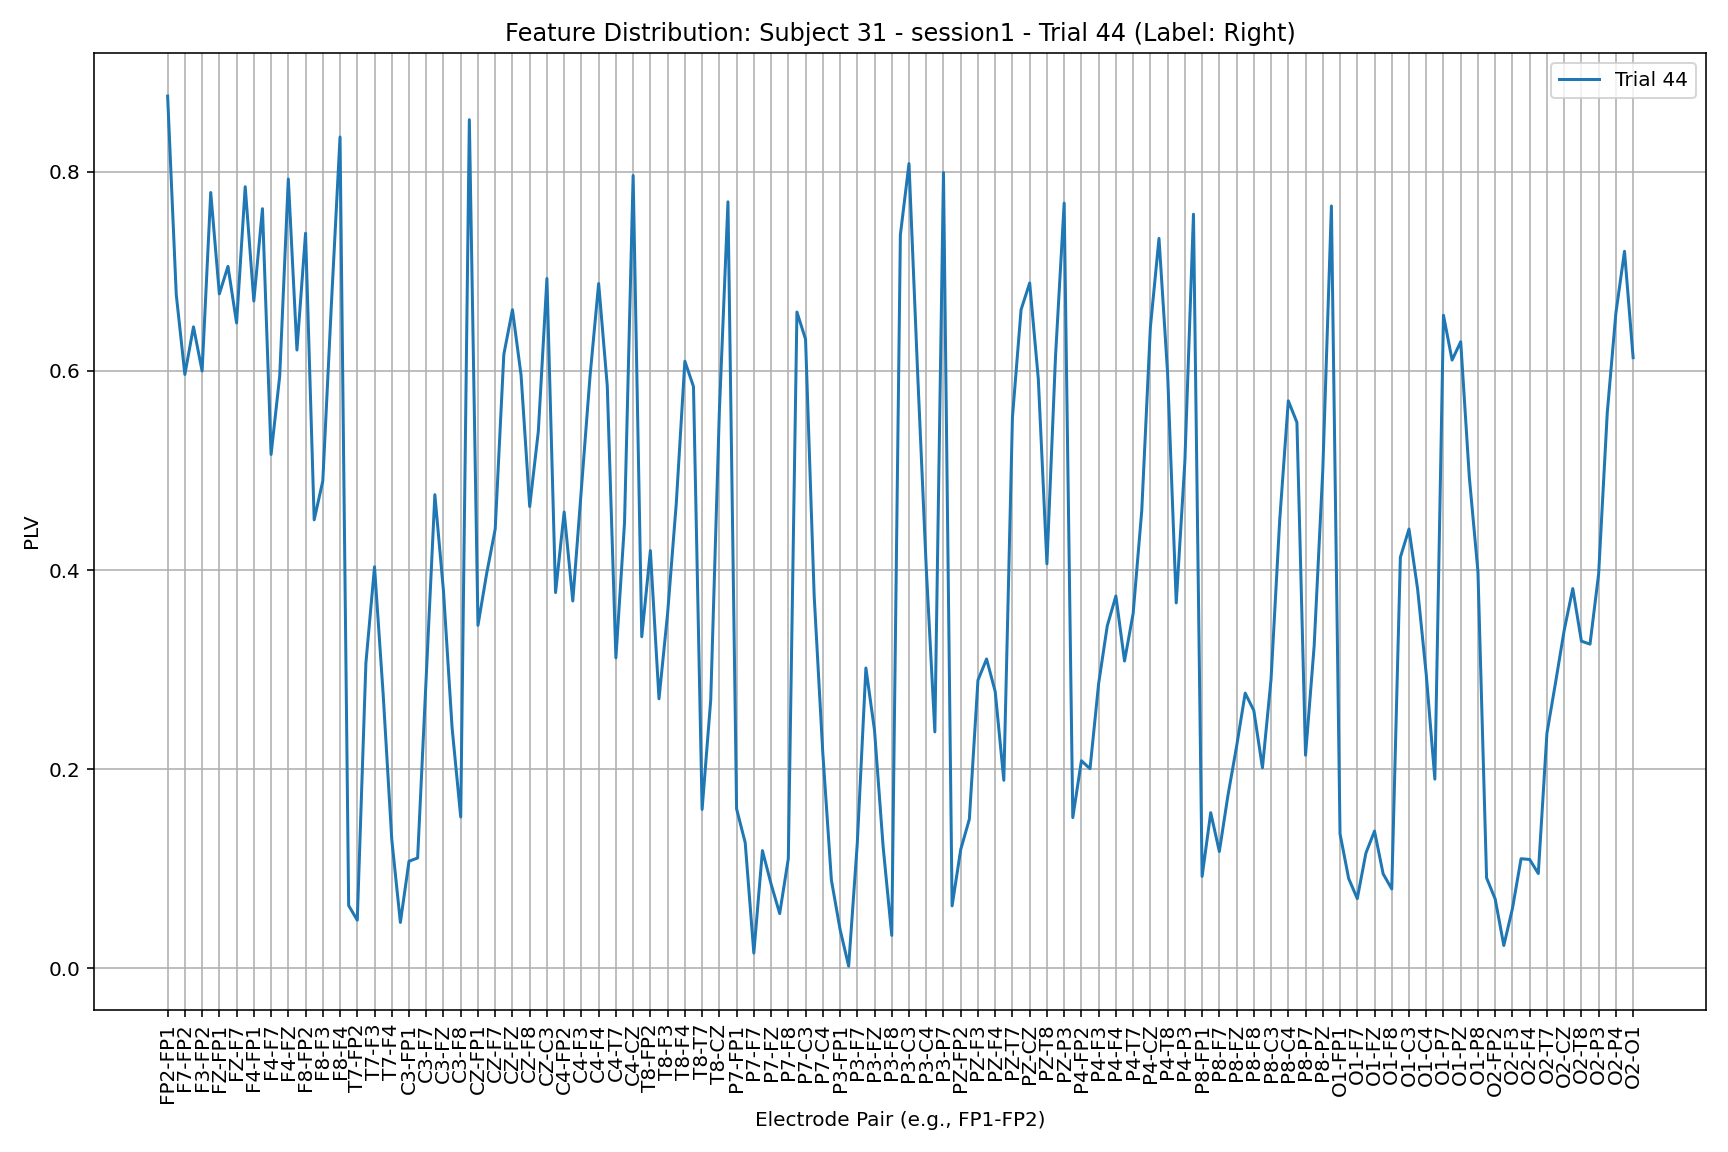 Feature Distribution: Subject 31 - session1 - Trial 44 (Label: Right)
Trial 44
PLV
0.8
0.6
0.4
0.2
0.0
FP2-FP1
F7-FP2
F3-FP2
FZ-FP1
FZ-F7
F4-FP1
F4-F7
F4-FZ
F8-FP2
F8-F3
F8-F4
T7-FP2
T7-F3
T7-F4
C3-FP1
C3-F7
C3-FZ
C3-F8
CZ-FP1
CZ-F7
CZ-FZ
CZ-F8
CZ-C3
C4-FP2
C4-F3
C4-F4
C4-T7
C4-CZ
T8-FP2
T8-F3
T8-F4
T8-T7
T8-CZ
P7-FP1
P7-F7
P7-FZ
P7-F8
P7-C3
P7-C4
P3-FP1
P3-F7
P3-FZ
P3-F8
P3-C3
P3-C4
P3-P7
PZ-FP2
PZ-F3
PZ-F4
PZ-T7
PZ-CZ
PZ-T8
PZ-P3
P4-FP2
P4-F3
P4-F4
P4-T7
P4-CZ
P4-T8
P4-P3
P8-FP1
P8-F7
P8-FZ
P8-F8
P8-C3
P8-C4
P8-P7
P8-PZ
O1-FP1
O1-F7
O1-FZ
O1-F8
O1-C3
O1-C4
O1-P7
O1-PZ
O1-P8
O2-FP2
O2-F3
O2-F4
O2-T7
O2-CZ
O2-T8
O2-P3
O2-P4
O2-O1
Electrode Pair (e.g., FP1-FP2)